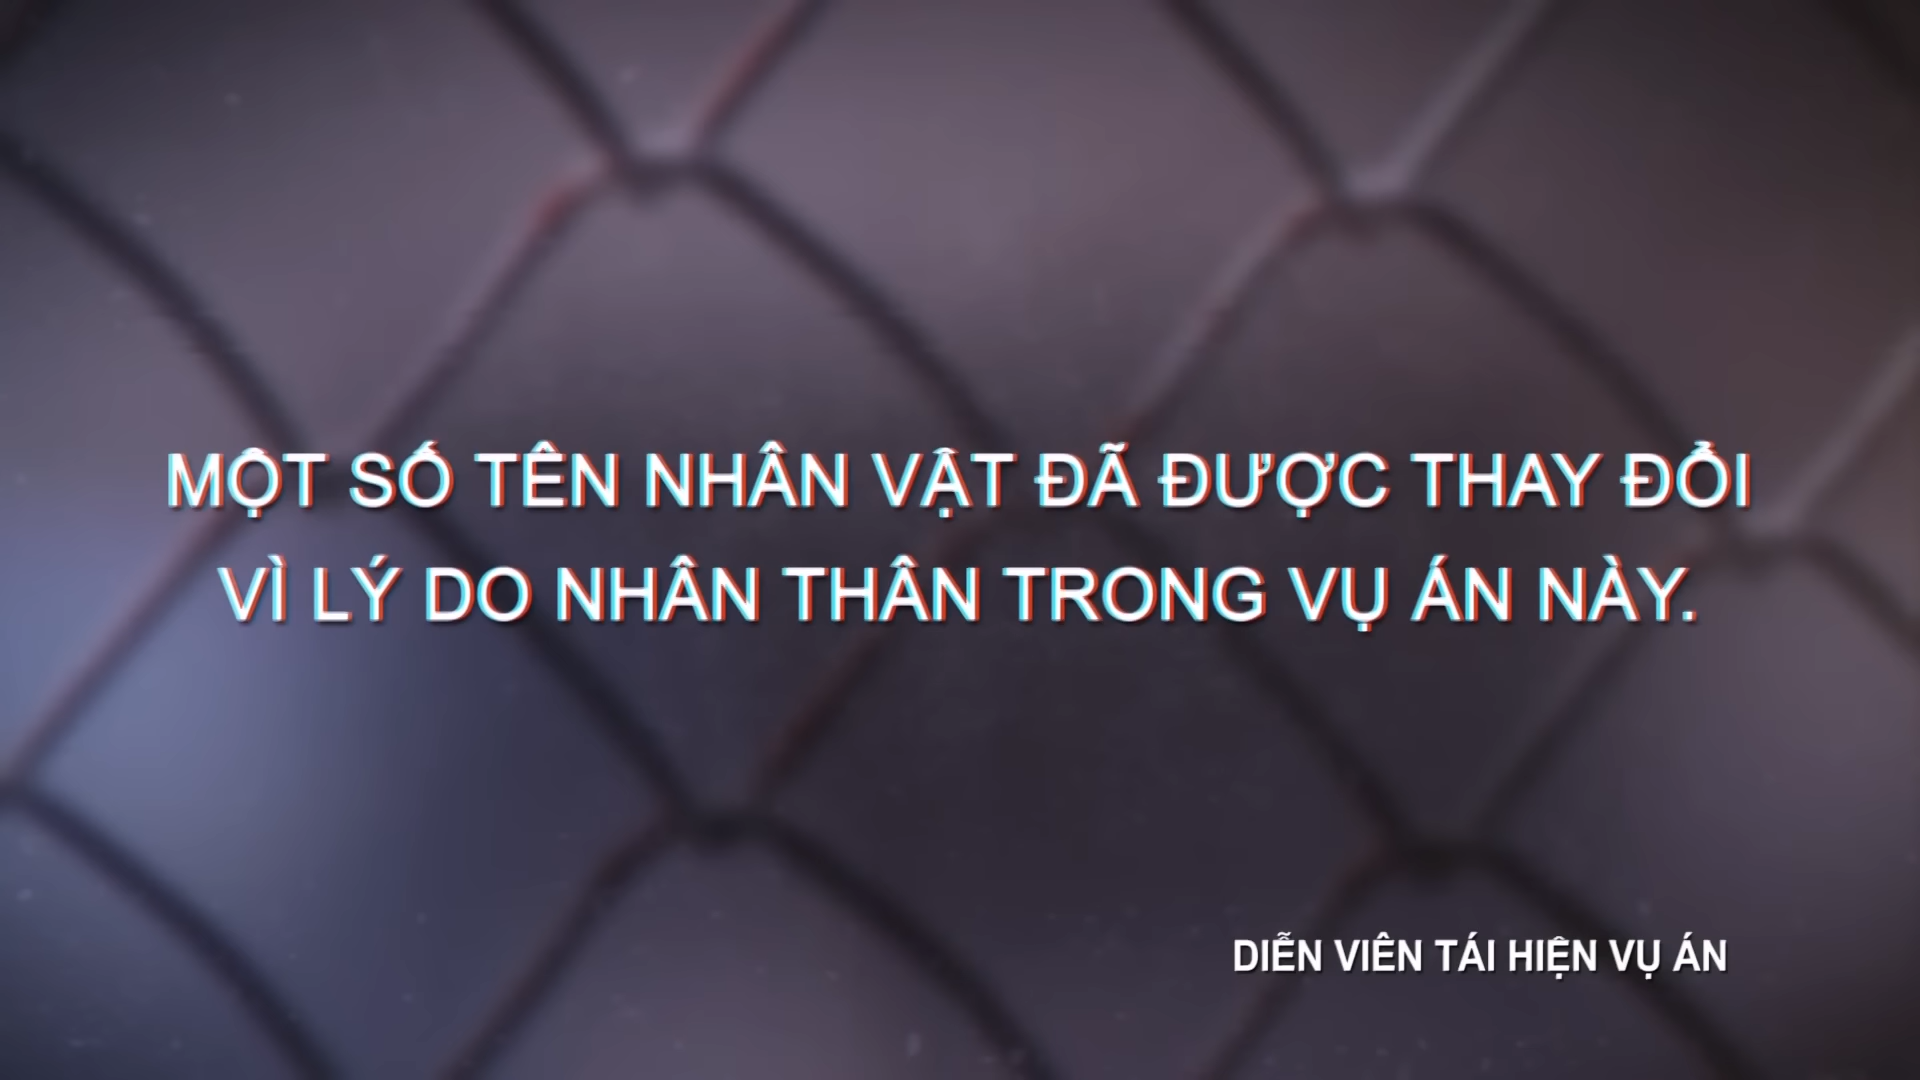 MỘT SỐ TÊN NHÂN VẬT ĐÃ ĐƯỢC THAY ĐỔI
VÌ LÝ DO NHÂN THÂN TRONG VỤ ÁN NÀY.
DIỄN VIÊN TÁI HIỆN VỤ ÁN